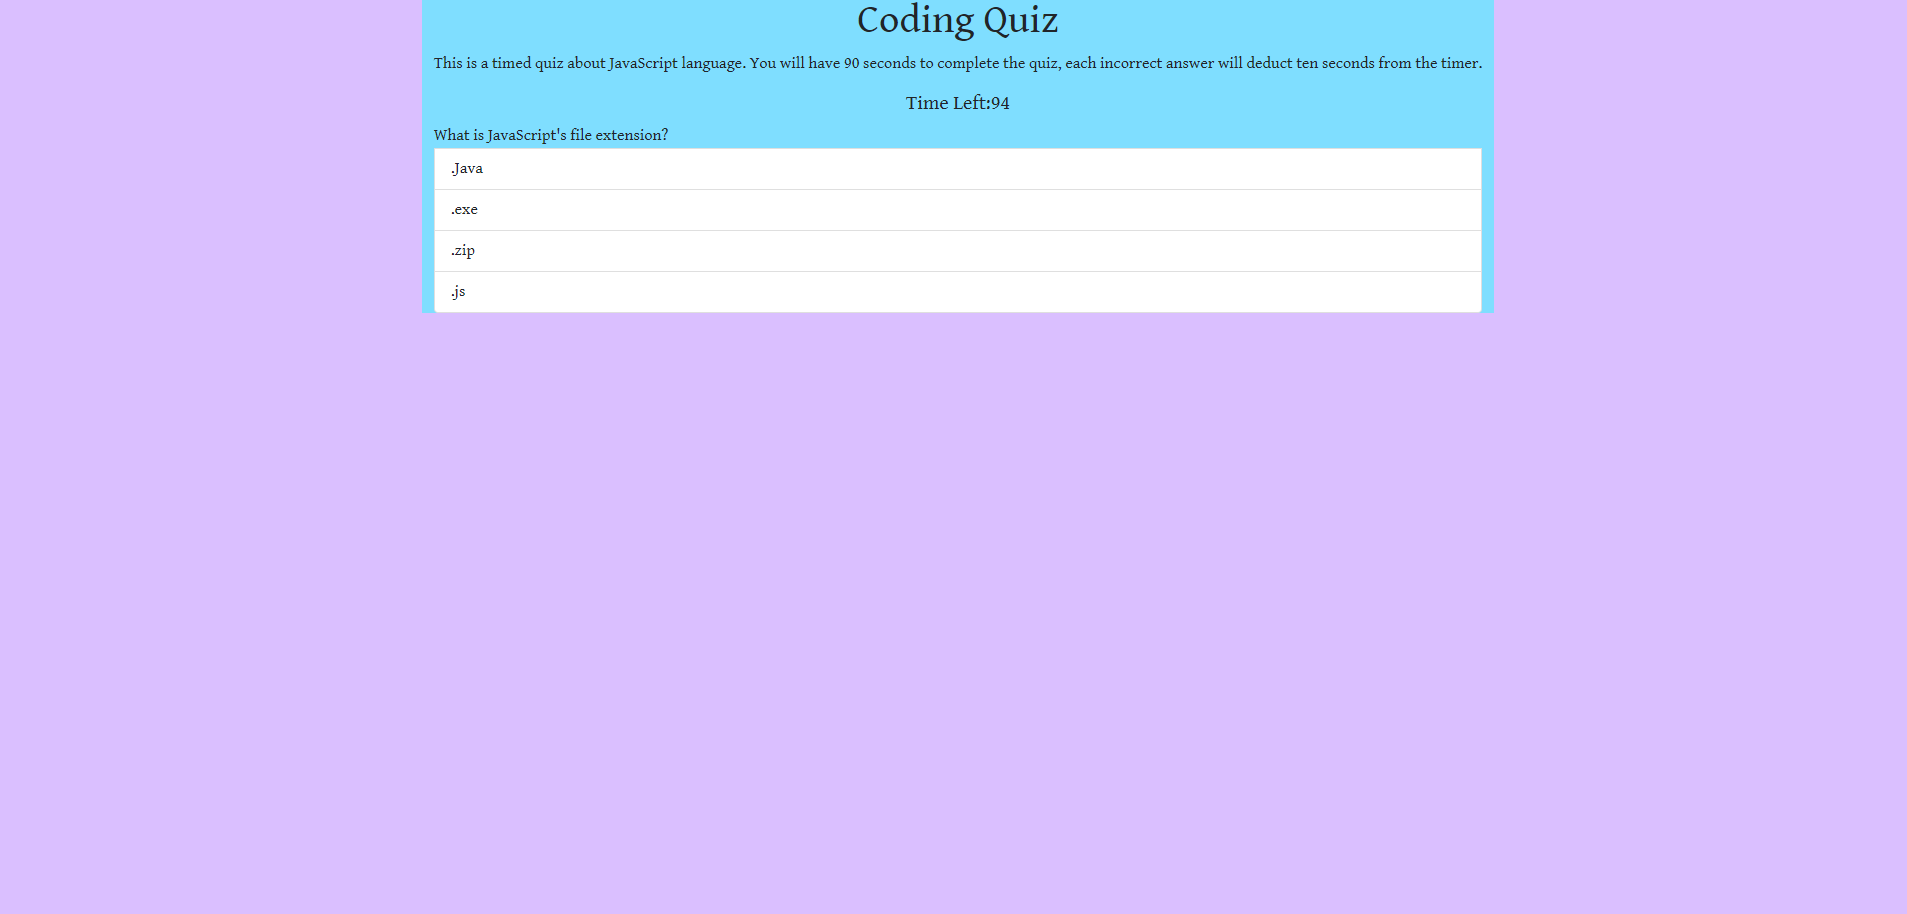 Coding Quiz
This is a timed quiz about JavaScript language. You will have 90 seconds to complete the quiz, each incorrect answer will deduct ten seconds from the timer.
Time Left:94
What is JavaScript's file extension?
.Java
.exe
.zip
.js